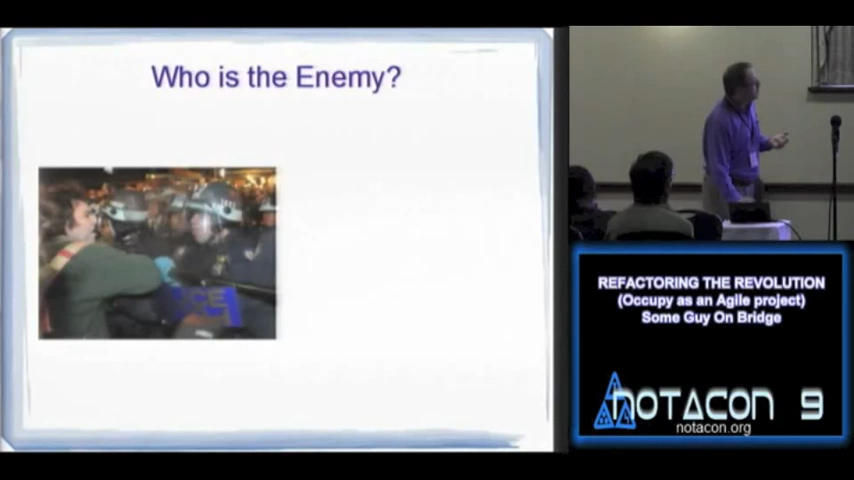 Who is the Enemy?
REFACTORING THE REVOLUTION
(Occupy as an Agile project)
Some Guy On Bridge
NOTACON 9
notacon.org